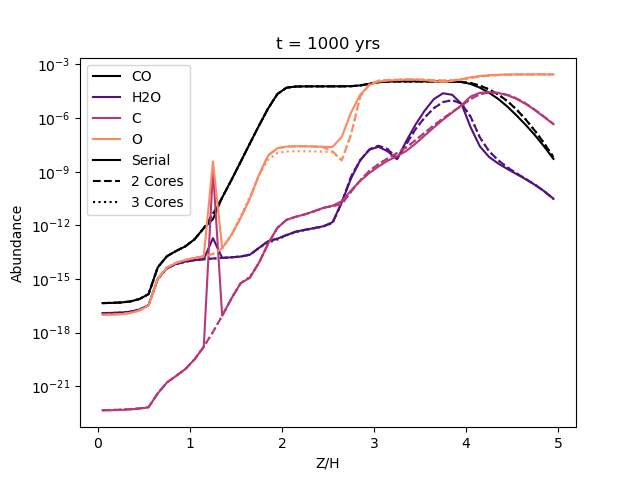 t = 1000 yrs
10⁻³
10⁻⁶
10⁻⁹
10⁻¹²
10⁻¹⁵
10⁻¹⁸
10⁻²¹
Abundance
CO
H2O
C
O
Serial
2 Cores
3 Cores
0 1 2 3 4 5
Z/H